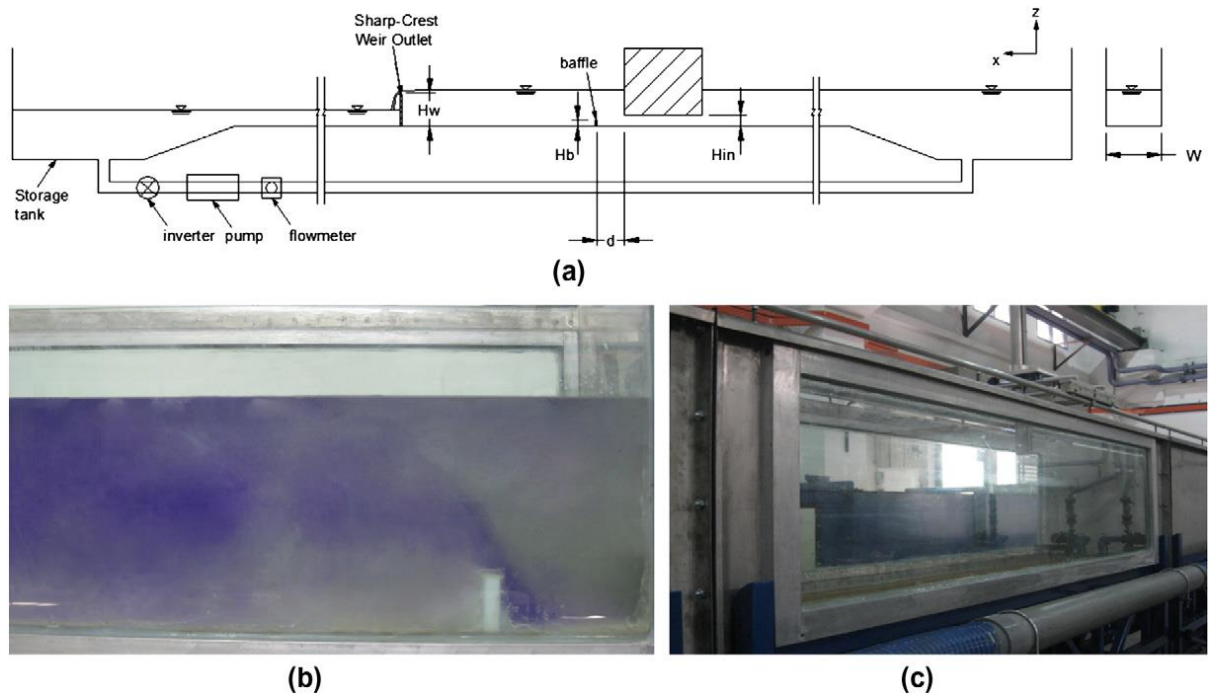 (a)
Sharp-Crest
Weir Outlet
z
x
baffle
Hw
Hb
Hin
W
Storage
tank
inverter
pump
flowmeter
d
(b)
(c)